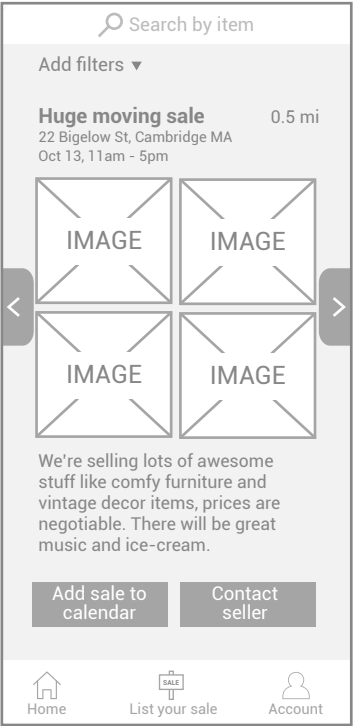 Search by item
Add filters ▼
Huge moving sale 0.5 mi
22 Bigelow St, Cambridge MA
Oct 13, 11am - 5pm
IMAGE IMAGE
< >
IMAGE IMAGE
We're selling lots of awesome
stuff like comfy furniture and
vintage decor items, prices are
negotiable. There will be great
music and ice-cream.
Add sale to Contact
calendar seller
SALE
Home List your sale Account